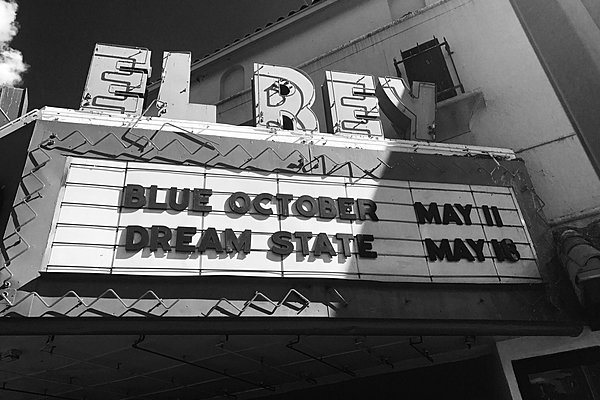 EL REY
BLUE OCTOBER MAY 11
DREAM STATE MAY 18